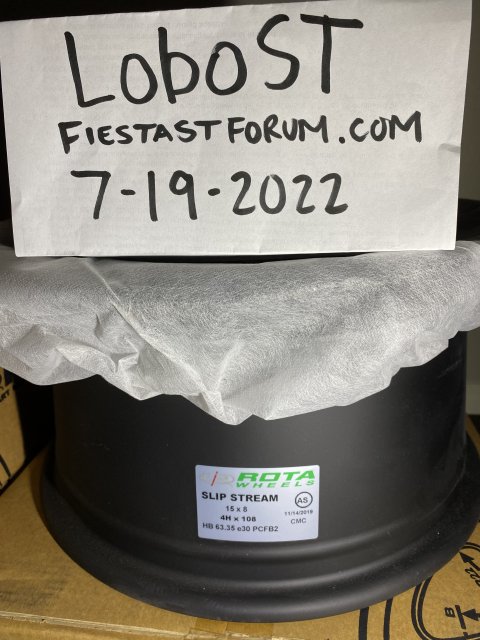 LoboST
FIESTASTFORUM.COM
7-19-2022
ROTA
WHEELS
SLIP STREAM
AS
15 x 8
11/14/2019
4H x 108
CMC
HB 63.35 e30 PCFB2
B